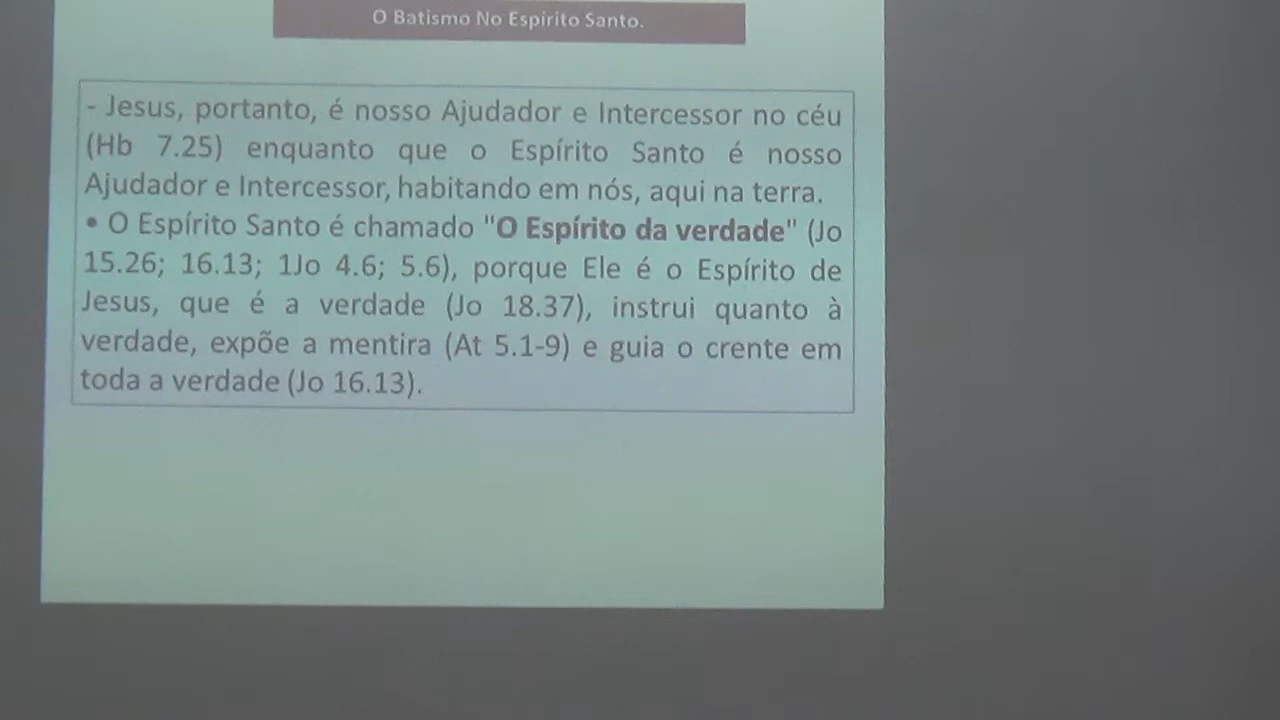 O Batismo No Espírito Santo.
- Jesus, portanto, é nosso Ajudador e Intercessor no céu
(Hb 7.25) enquanto que o Espírito Santo é nosso
Ajudador e Intercessor, habitando em nós, aqui na terra.
• O Espírito Santo é chamado "O Espírito da verdade" (Jo
15.26; 16.13; 1Jo 4.6; 5.6), porque Ele é o Espírito de
Jesus, que é a verdade (Jo 18.37), instrui quanto à
verdade, expõe a mentira (At 5.1-9) e guia o crente em
toda a verdade (Jo 16.13).